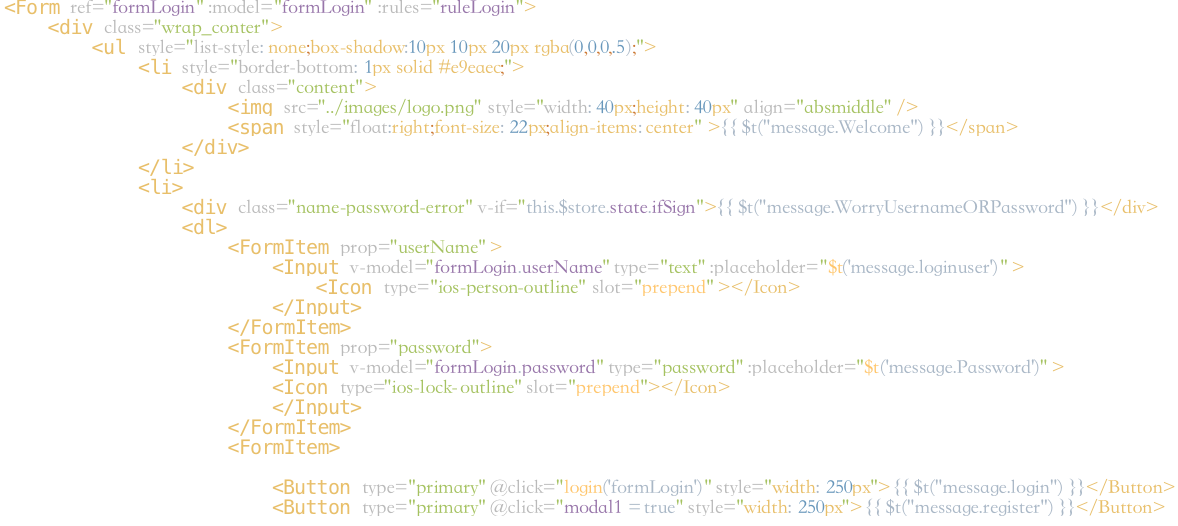 <Form ref="formLogin" :model="formLogin" :rules="ruleLogin">
<div class="wrap_conter">
<ul style="list-style: none;box-shadow:10px 10px 20px rgba(0,0,0,.5);">
<li style="border-bottom: 1px solid #e9eaec;">
<div class="content">
<img src="../images/logo.png" style="width: 40px;height: 40px" align="absmiddle" />
<span style="float:right;font-size: 22px;align-items: center" >{{ $t("message.Welcome") }}</span>
</div>
</li>
<li>
<div class="name-password-error" v-if="this.$store.state.ifSign">{{ $t("message.WorryUsernameORPassword") }}</div>
<dl>
<FormItem prop="userName" >
<Input v-model="formLogin.userName" type="text" :placeholder="$t('message.loginuser')" >
<Icon type="ios-person-outline" slot="prepend" ></Icon>
</Input>
</FormItem>
<FormItem prop="password">
<Input v-model="formLogin.password" type="password" :placeholder="$t('message.Password')" >
<Icon type="ios-lock-outline" slot="prepend"></Icon>
</Input>
</FormItem>
<FormItem>
<Button type="primary" @click="login('formLogin')" style="width: 250px">{{ $t("message.login") }}</Button>
<Button type="primary" @click="modal1 = true" style="width: 250px">{{ $t("message.register") }}</Button>